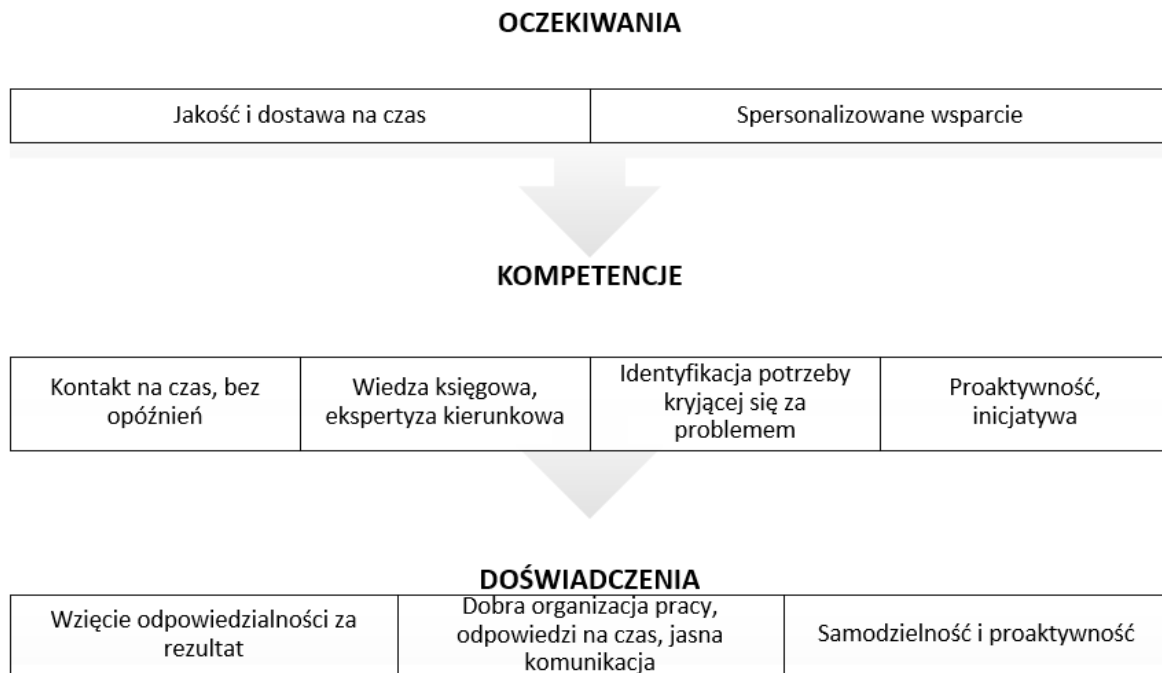 OCZEKIWANIA
Jakość i dostawa na czas
Spersonalizowane wsparcie
KOMPETENCJE
Kontakt na czas, bez
opóźnień
Wiedza księgowa,
ekspertyza kierunkowa
Identyfikacja potrzeby
kryjącej się za
problemem
Proaktywność,
inicjatywa
DOŚWIADCZENIA
Wzięcie odpowiedzialności za
rezultat
Dobra organizacja pracy,
odpowiedzi na czas, jasna
komunikacja
Samodzielność i proaktywność